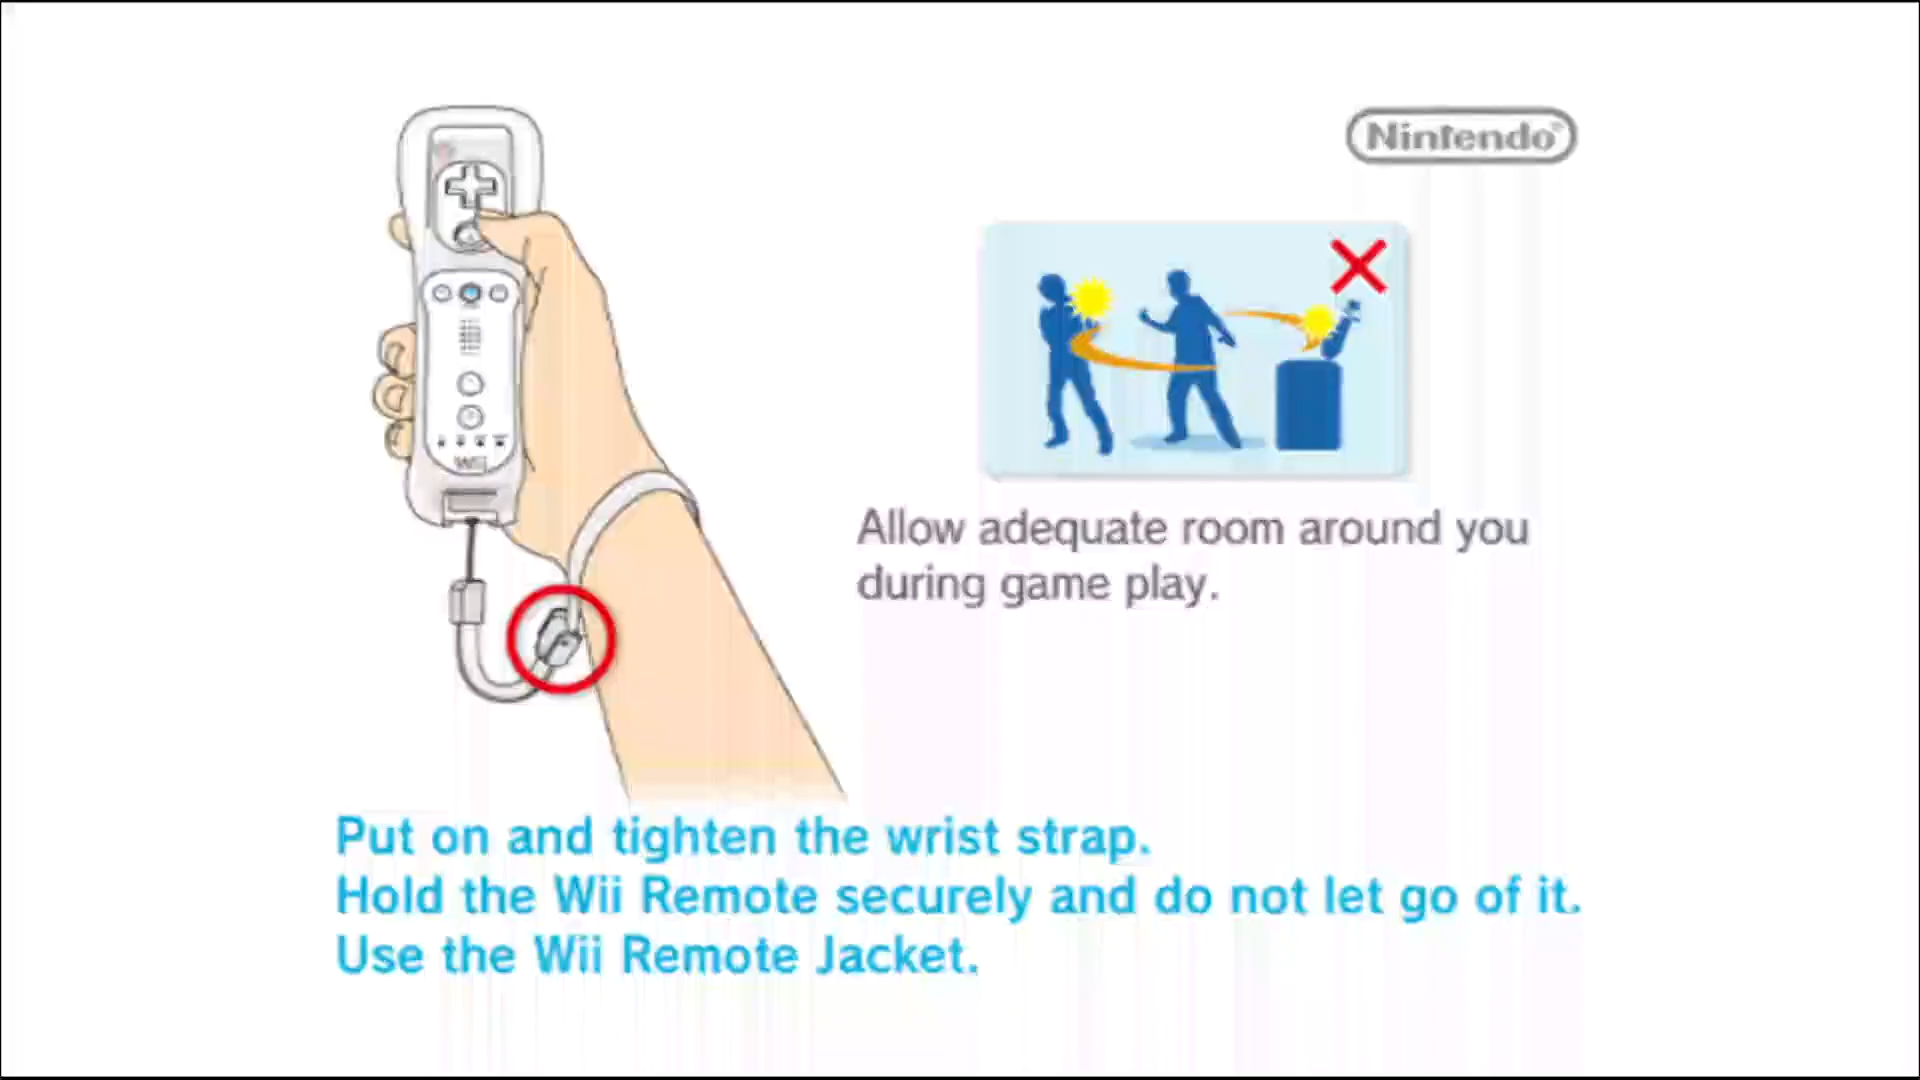 Nintendo®
Wii
Allow adequate room around you
during game play.
Put on and tighten the wrist strap.
Hold the Wii Remote securely and do not let go of it.
Use the Wii Remote Jacket.